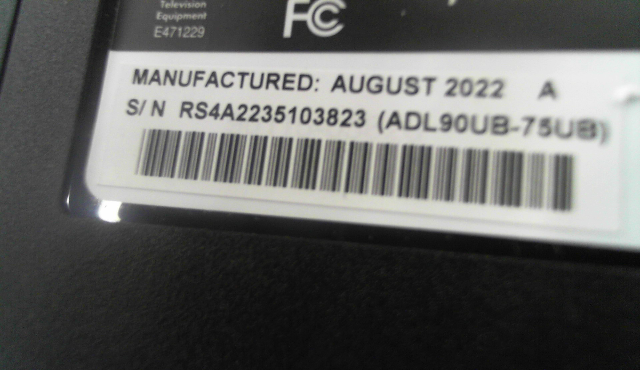 Television
Equipment
E471229
FC
MANUFACTURED: AUGUST 2022 A
S/N RS4A2235103823 (ADL90UB-75UB)